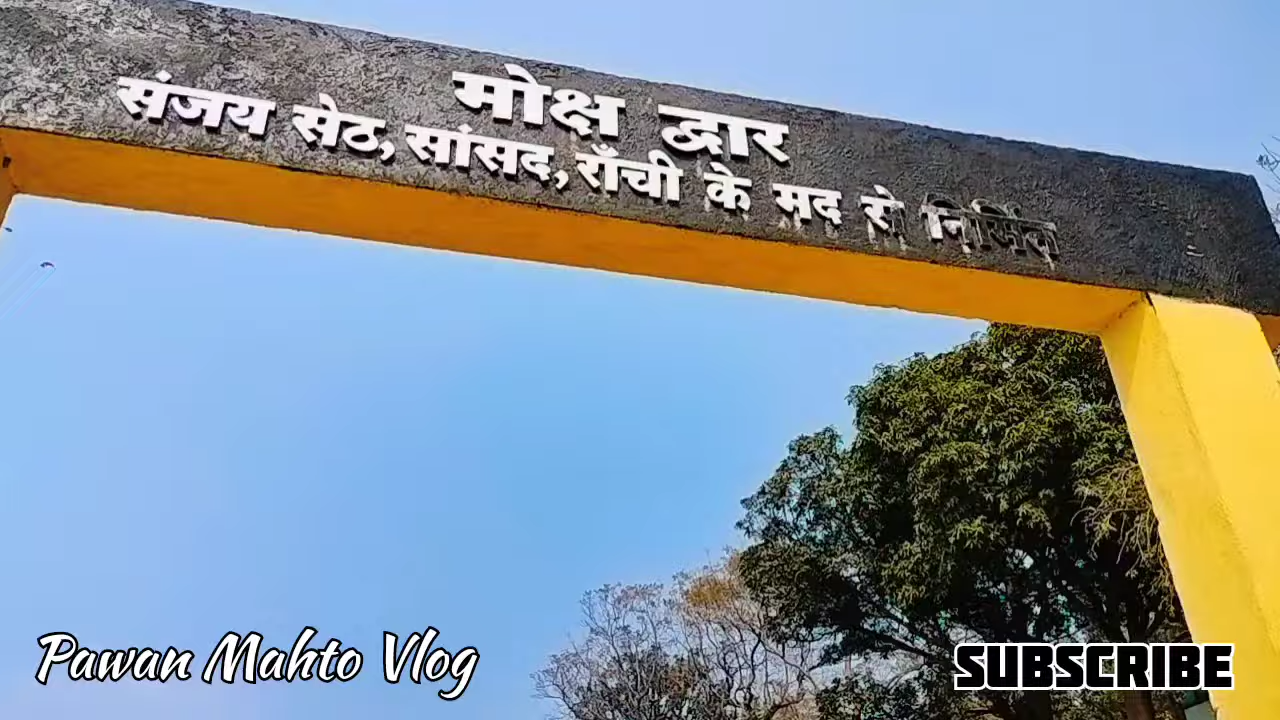 मोक्ष द्वार
संजय सेठ, सांसद, राँची के मद से निर्मित
Pawan Mahto Vlog
SUBSCRIBE